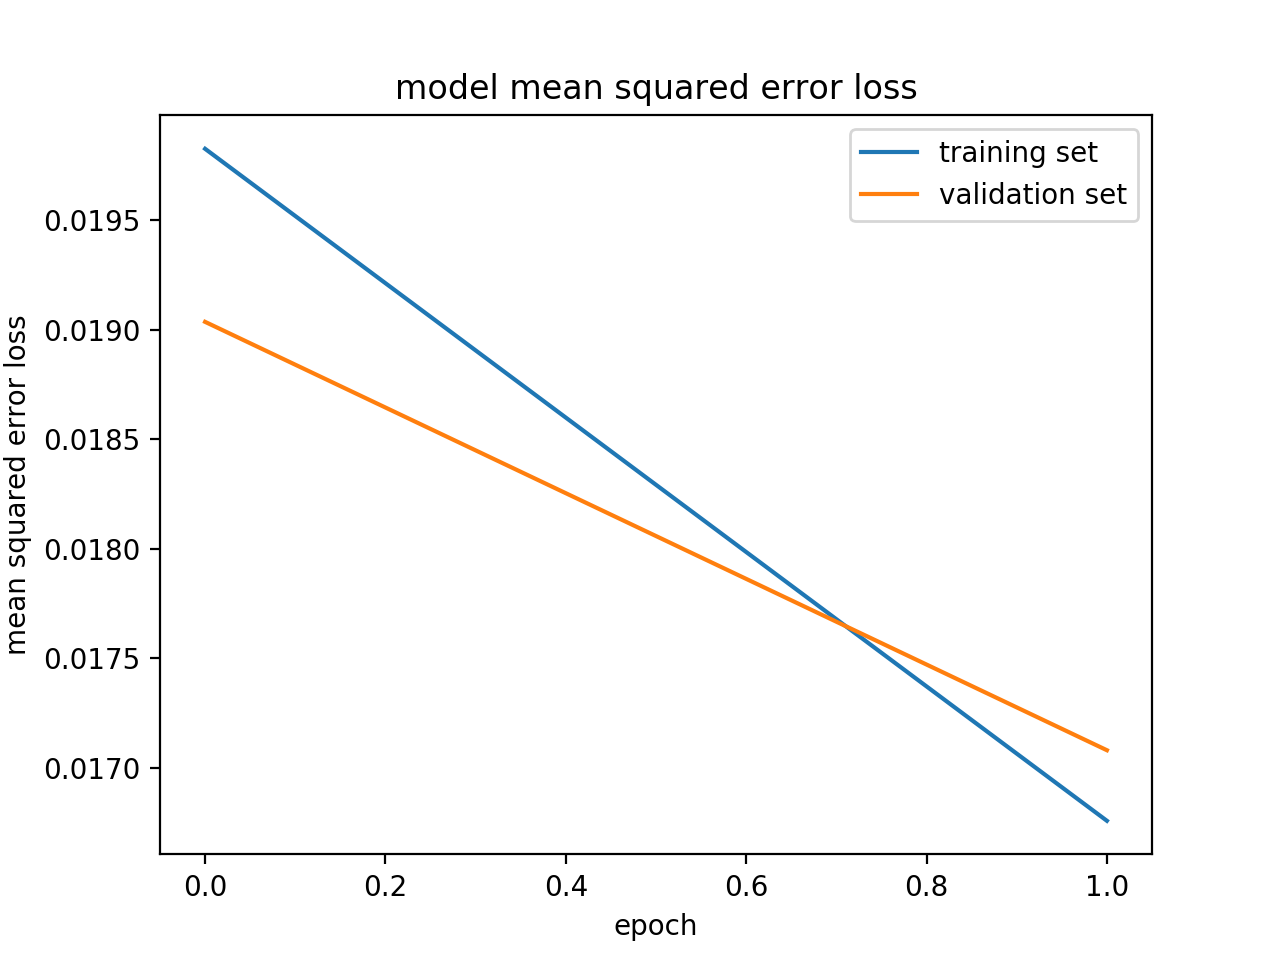 model mean squared error loss
training set
validation set
mean squared error loss
0.0195
0.0190
0.0185
0.0180
0.0175
0.0170
0.0 0.2 0.4 0.6 0.8 1.0
epoch